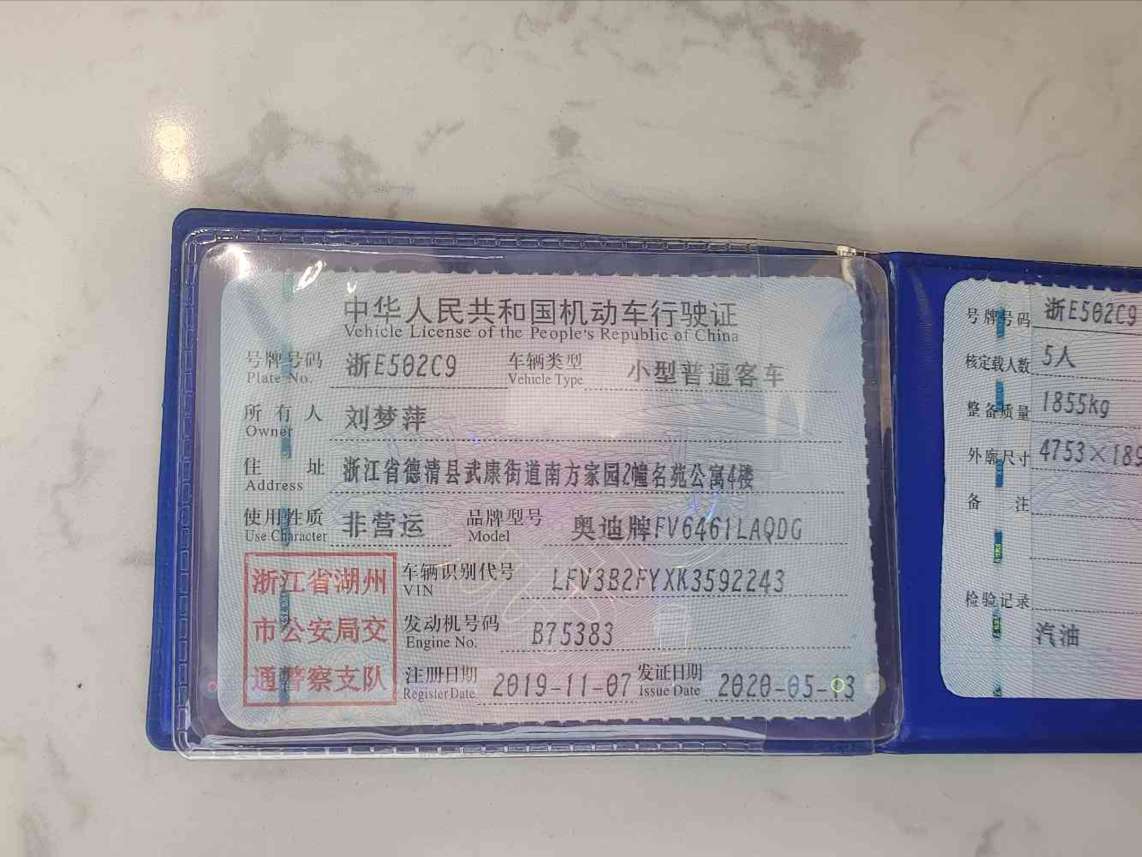 中华人民共和国机动车行驶证
Vehicle License of the People's Republic of China
号牌号码 浙E502C9 车辆类型 小型普通客车
Plate No. Vehicle Type
所有人 刘梦萍
Owner
住址 浙江省德清县武康街道南方家园2幢名苑公寓4楼
Address
使用性质 非营运 品牌型号 奥迪牌FV6461LAQDG
Use Character Model
浙江省湖州
市公安局交
通警察支队
车辆识别代号 LFV3B2FYXK3592243
VIN
发动机号码 B75383
Engine No.
注册日期 2019-11-07 发证日期 2020-05-13
Register Date Issue Date
号牌号码 浙E502C9
核定载人数 5人
整备质量 1855kg
外廓尺寸 4753×189
备注
检验记录
汽油